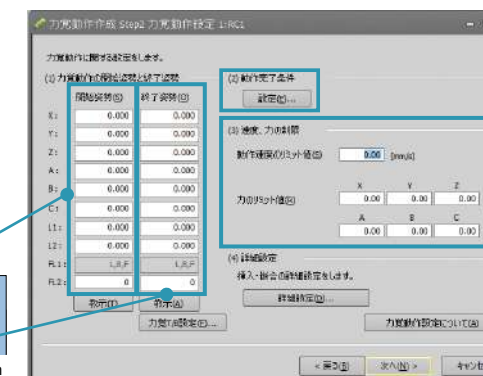 力覚動作作成 Step2 力覚動作設定 1:RC1
力覚動作に関する設定をします。
(1) 力覚動作の開始姿勢と終了姿勢
開始姿勢(S) 終了姿勢(O)
X: 0.000 0.000
Y: 0.000 0.000
Z: 0.000 0.000
A: 0.000 0.000
B: 0.000 0.000
C: 0.000 0.000
L1: 0.000 0.000
L2: 0.000 0.000
FL1: L,B,F L,B,F
FL2: 0 0
教示(T) 教示(A)
力覚T/B設定(E)...
(2) 動作完了条件
設定(E)...
(3) 速度、力の制限
動作速度のリミット値(S) 0.00 [mm/s]
X Y Z
力のリミット値(R) 0.00 0.00 0.00
A B C
0.00 0.00 0.00
(4) 詳細設定
挿入・嵌合の詳細設定をします。
詳細設定(D)...
力覚動作設定について(A)
< 戻る(B) 次へ(N) > キャンセ